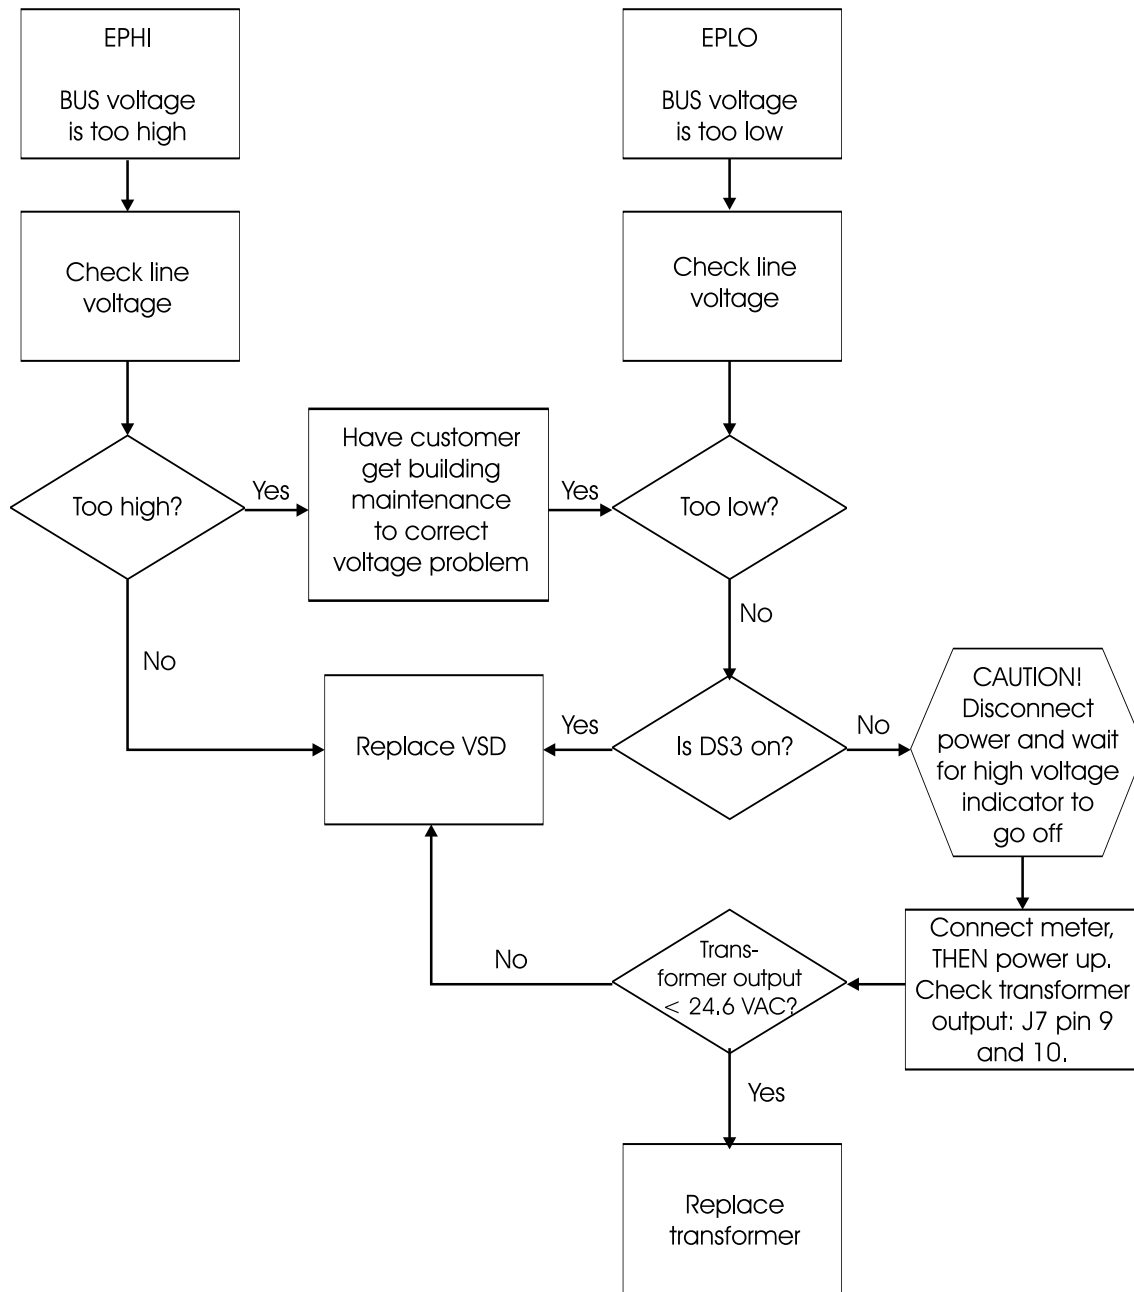 EPHI
BUS voltage
is too high
EPLO
BUS voltage
is too low
Check line
voltage
Check line
voltage
Too high?
Yes
Have customer
get building
maintenance
to correct
voltage problem
Yes
Too low?
No
No
Replace VSD
Yes
Is DS3 on?
No
CAUTION!
Disconnect
power and wait
for high voltage
indicator to
go off
Connect meter,
THEN power up.
Check transformer
output: J7 pin 9
and 10.
Trans-
former output
< 24.6 VAC?
No
Yes
Replace
transformer